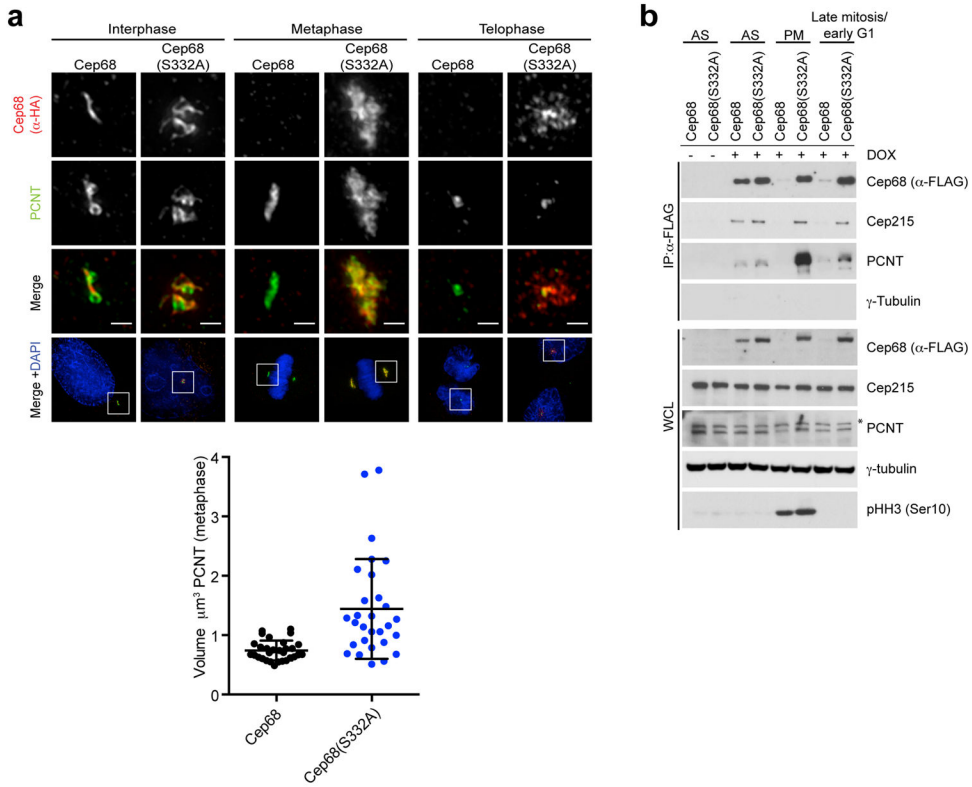 a
Interphase
Metaphase
Telophase
Cep68
Cep68
(S332A)
Cep68
Cep68
(S332A)
Cep68
Cep68
(S332A)
Cep68
(α-HA)
PCNT
Merge
Merge +DAPI
Volume μm³ PCNT (metaphase)
4
3
2
1
0
Cep68
Cep68(S332A)
b
AS
AS
PM
Late mitosis/
early G1
Cep68
Cep68(S332A)
Cep68
Cep68(S332A)
Cep68
Cep68(S332A)
Cep68
Cep68(S332A)
- - + + + + + + DOX
IP:α-FLAG
Cep68 (α-FLAG)
Cep215
PCNT
γ-Tubulin
WCL
Cep68 (α-FLAG)
Cep215
* PCNT
γ-tubulin
pHH3 (Ser10)